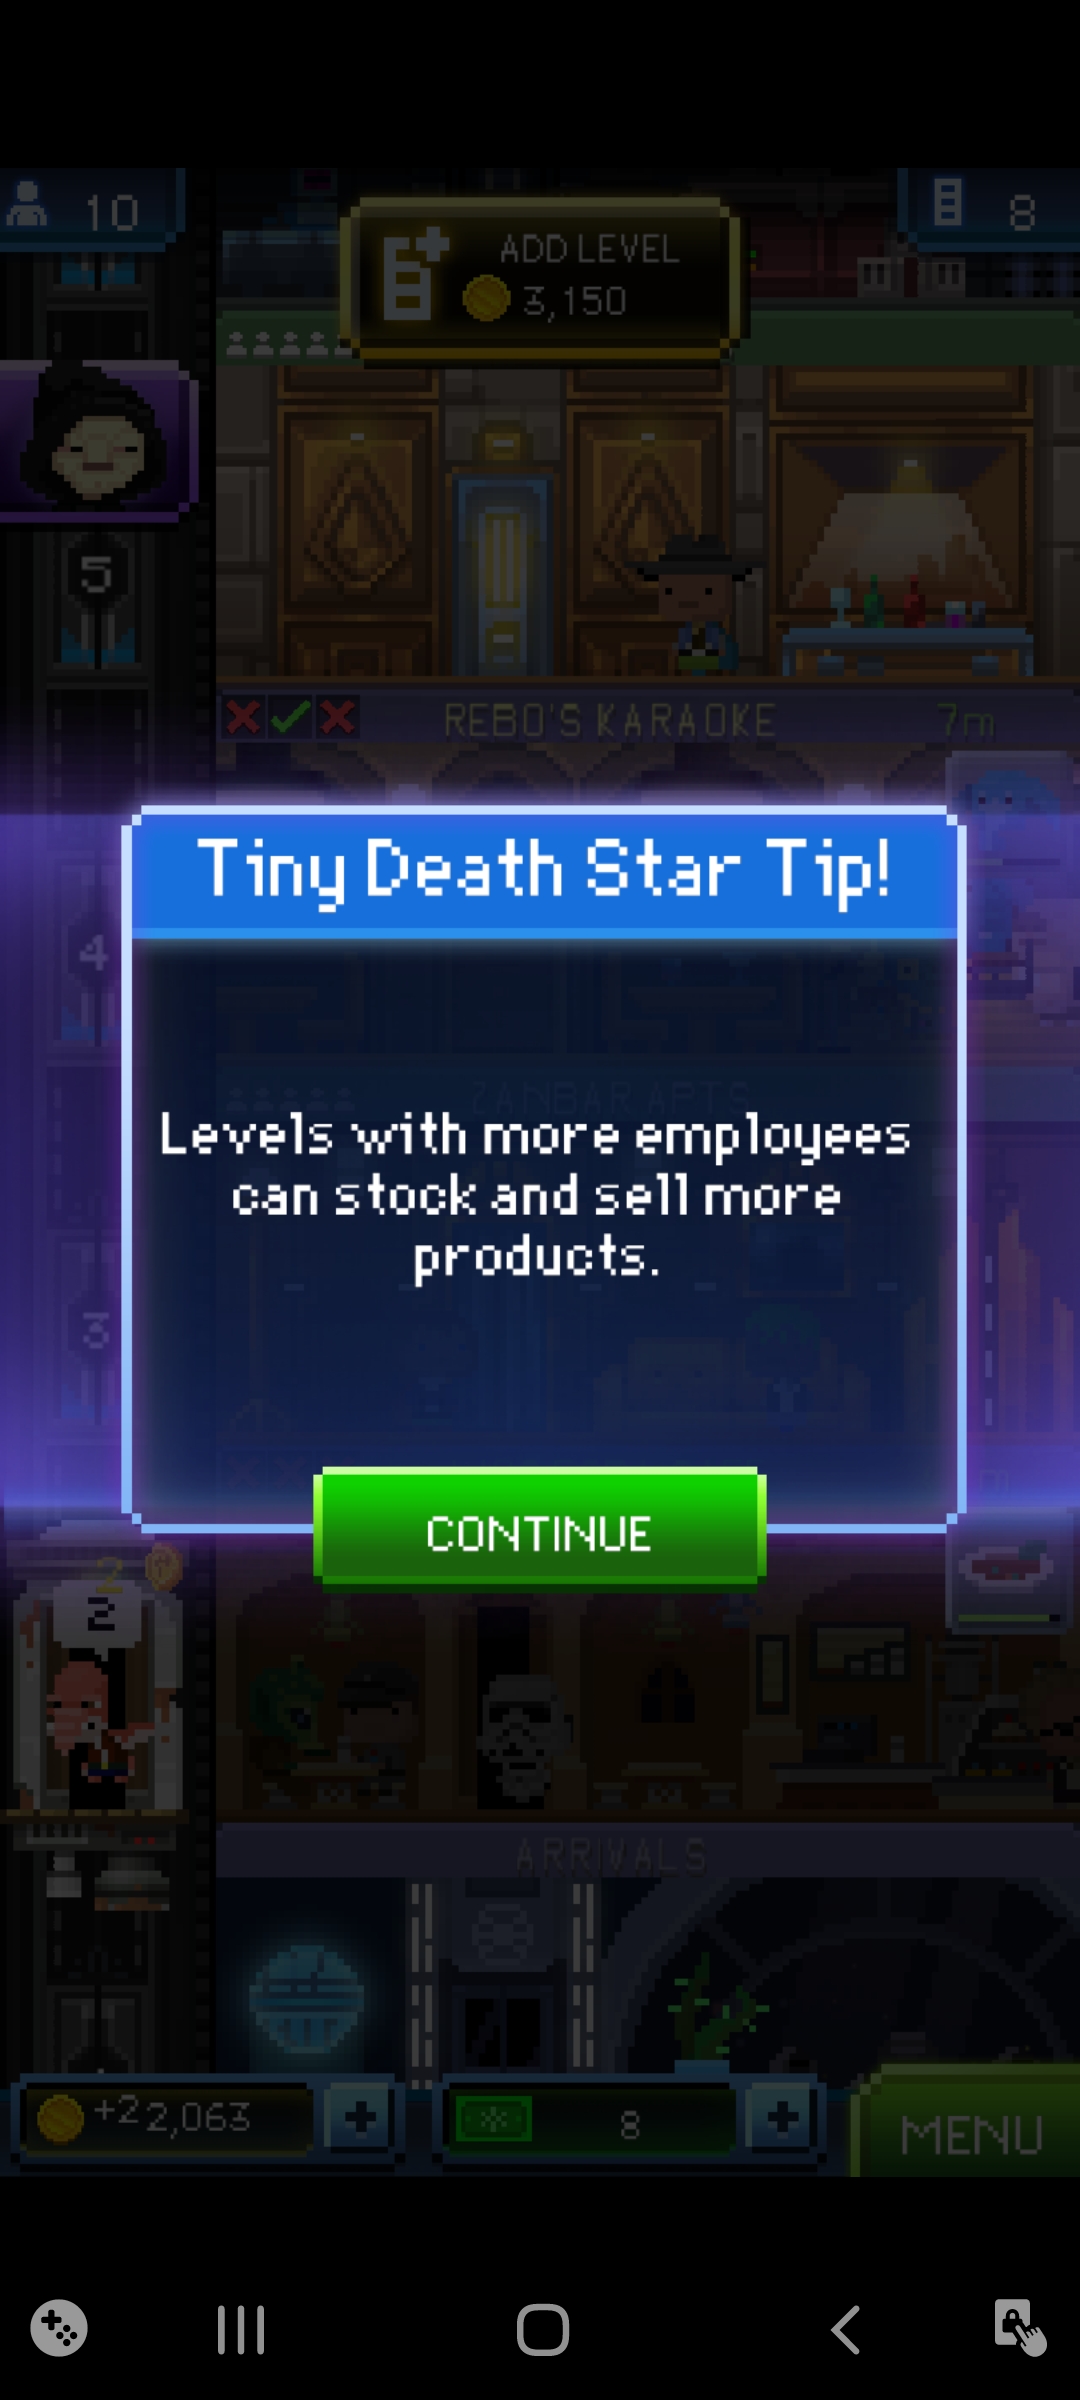 10
8
ADD LEVEL
3,150
5
REBO'S KARAOKE 7m
Tiny Death Star Tip!
4
ZANBAR APTS
Levels with more employees
can stock and sell more
products.
3
CONTINUE
2
2
ARRIVALS
+2 2,063
8
MENU